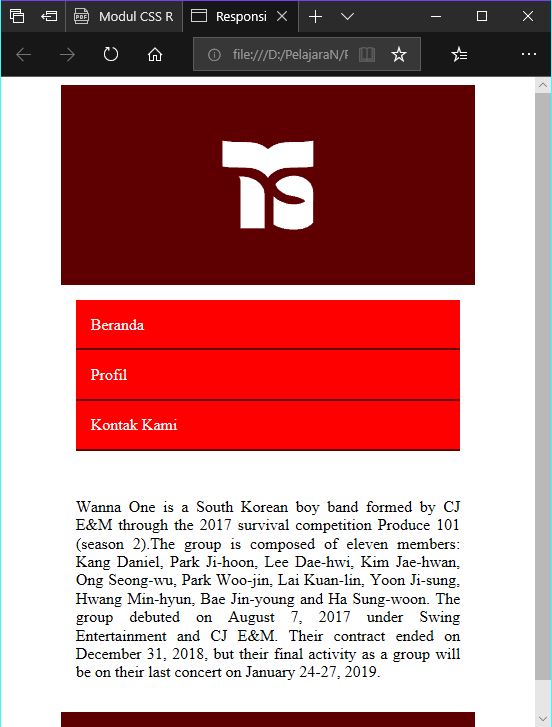 Modul CSS R
Responsi
file:///D:/PelajaraN/F
Beranda
Profil
Kontak Kami
Wanna One is a South Korean boy band formed by CJ
E&M through the 2017 survival competition Produce 101
(season 2).The group is composed of eleven members:
Kang Daniel, Park Ji-hoon, Lee Dae-hwi, Kim Jae-hwan,
Ong Seong-wu, Park Woo-jin, Lai Kuan-lin, Yoon Ji-sung,
Hwang Min-hyun, Bae Jin-young and Ha Sung-woon. The
group debuted on August 7, 2017 under Swing
Entertainment and CJ E&M. Their contract ended on
December 31, 2018, but their final activity as a group will
be on their last concert on January 24-27, 2019.